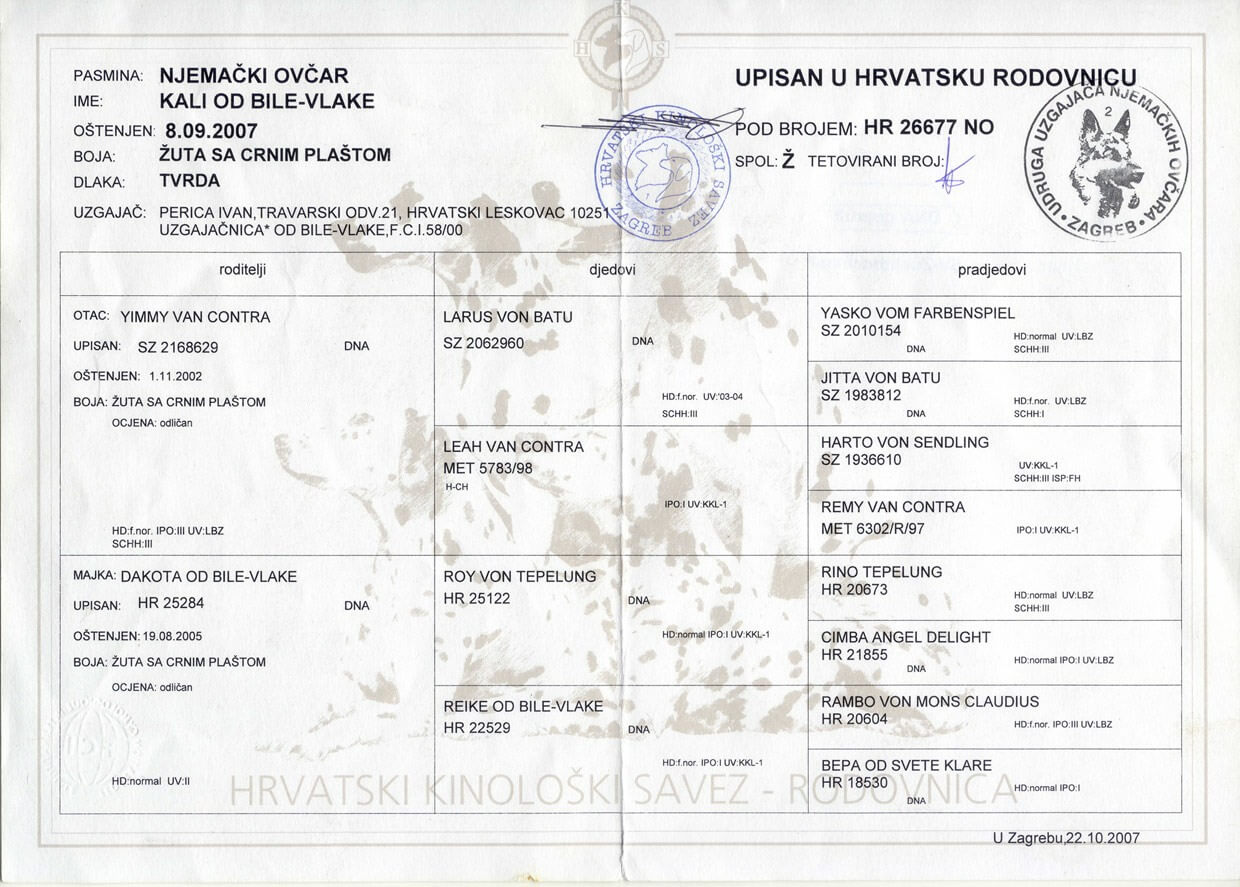 K
H S
PASMINA: NJEMAČKI OVČAR
IME: KALI OD BILE-VLAKE
OŠTENJEN: 8.09.2007
BOJA: ŽUTA SA CRNIM PLAŠTOM
DLAKA: TVRDA
UZGAJAČ: PERICA IVAN,TRAVARSKI ODV.21, HRVATSKI LESKOVAC 10251
UZGAJAČNICA* OD BILE-VLAKE,F.C.I.58/00
HRVATSKI KINOLOŠKI SAVEZ
ZAGREB
UPISAN U HRVATSKU RODOVNICU
POD BROJEM: HR 26677 NO
SPOL: Ž TETOVIRANI BROJ:
UDRUGA UZGAJAČA NJEMAČKIH OVČARA
2
ZAGREB
roditelji
OTAC: YIMMY VAN CONTRA
UPISAN: SZ 2168629 DNA
OŠTENJEN: 1.11.2002
BOJA: ŽUTA SA CRNIM PLAŠTOM
OCJENA: odličan
HD:f.nor. IPO:III UV:LBZ
SCHH:III
MAJKA: DAKOTA OD BILE-VLAKE
UPISAN: HR 25284 DNA
OŠTENJEN: 19.08.2005
BOJA: ŽUTA SA CRNIM PLAŠTOM
OCJENA: odličan
HD:normal UV:II
djedovi
LARUS VON BATU
SZ 2062960 DNA
HD:f.nor. UV:'03-04
SCHH:III
LEAH VAN CONTRA
MET 5783/98
H-CH
IPO:I UV:KKL-1
ROY VON TEPELUNG
HR 25122 DNA
HD:normal IPO:I UV:KKL-1
REIKE OD BILE-VLAKE
HR 22529 DNA
HD:f.nor. IPO:I UV:KKL-1
pradjedovi
YASKO VOM FARBENSPIEL
SZ 2010154 HD:normal UV:LBZ
DNA SCHH:III
JITTA VON BATU
SZ 1983812 HD:f.nor. UV:LBZ
DNA SCHH:I
HARTO VON SENDLING
SZ 1936610 UV:KKL-1
SCHH:III ISP:FH
REMY VAN CONTRA
MET 6302/R/97 IPO:I UV:KKL-1
RINO TEPELUNG
HR 20673 HD:normal UV:LBZ
SCHH:III
CIMBA ANGEL DELIGHT
HR 21855 HD:normal IPO:I UV:LBZ
DNA
RAMBO VON MONS CLAUDIUS
HR 20604 HD:f.nor. IPO:III UV:LBZ
BEPA OD SVETE KLARE
HR 18530 HD:normal IPO:I
DNA
HRVATSKI KINOLOŠKI SAVEZ - RODOVNICA
U Zagrebu,22.10.2007